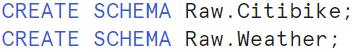 CREATE SCHEMA Raw.Citibike;
CREATE SCHEMA Raw.Weather;